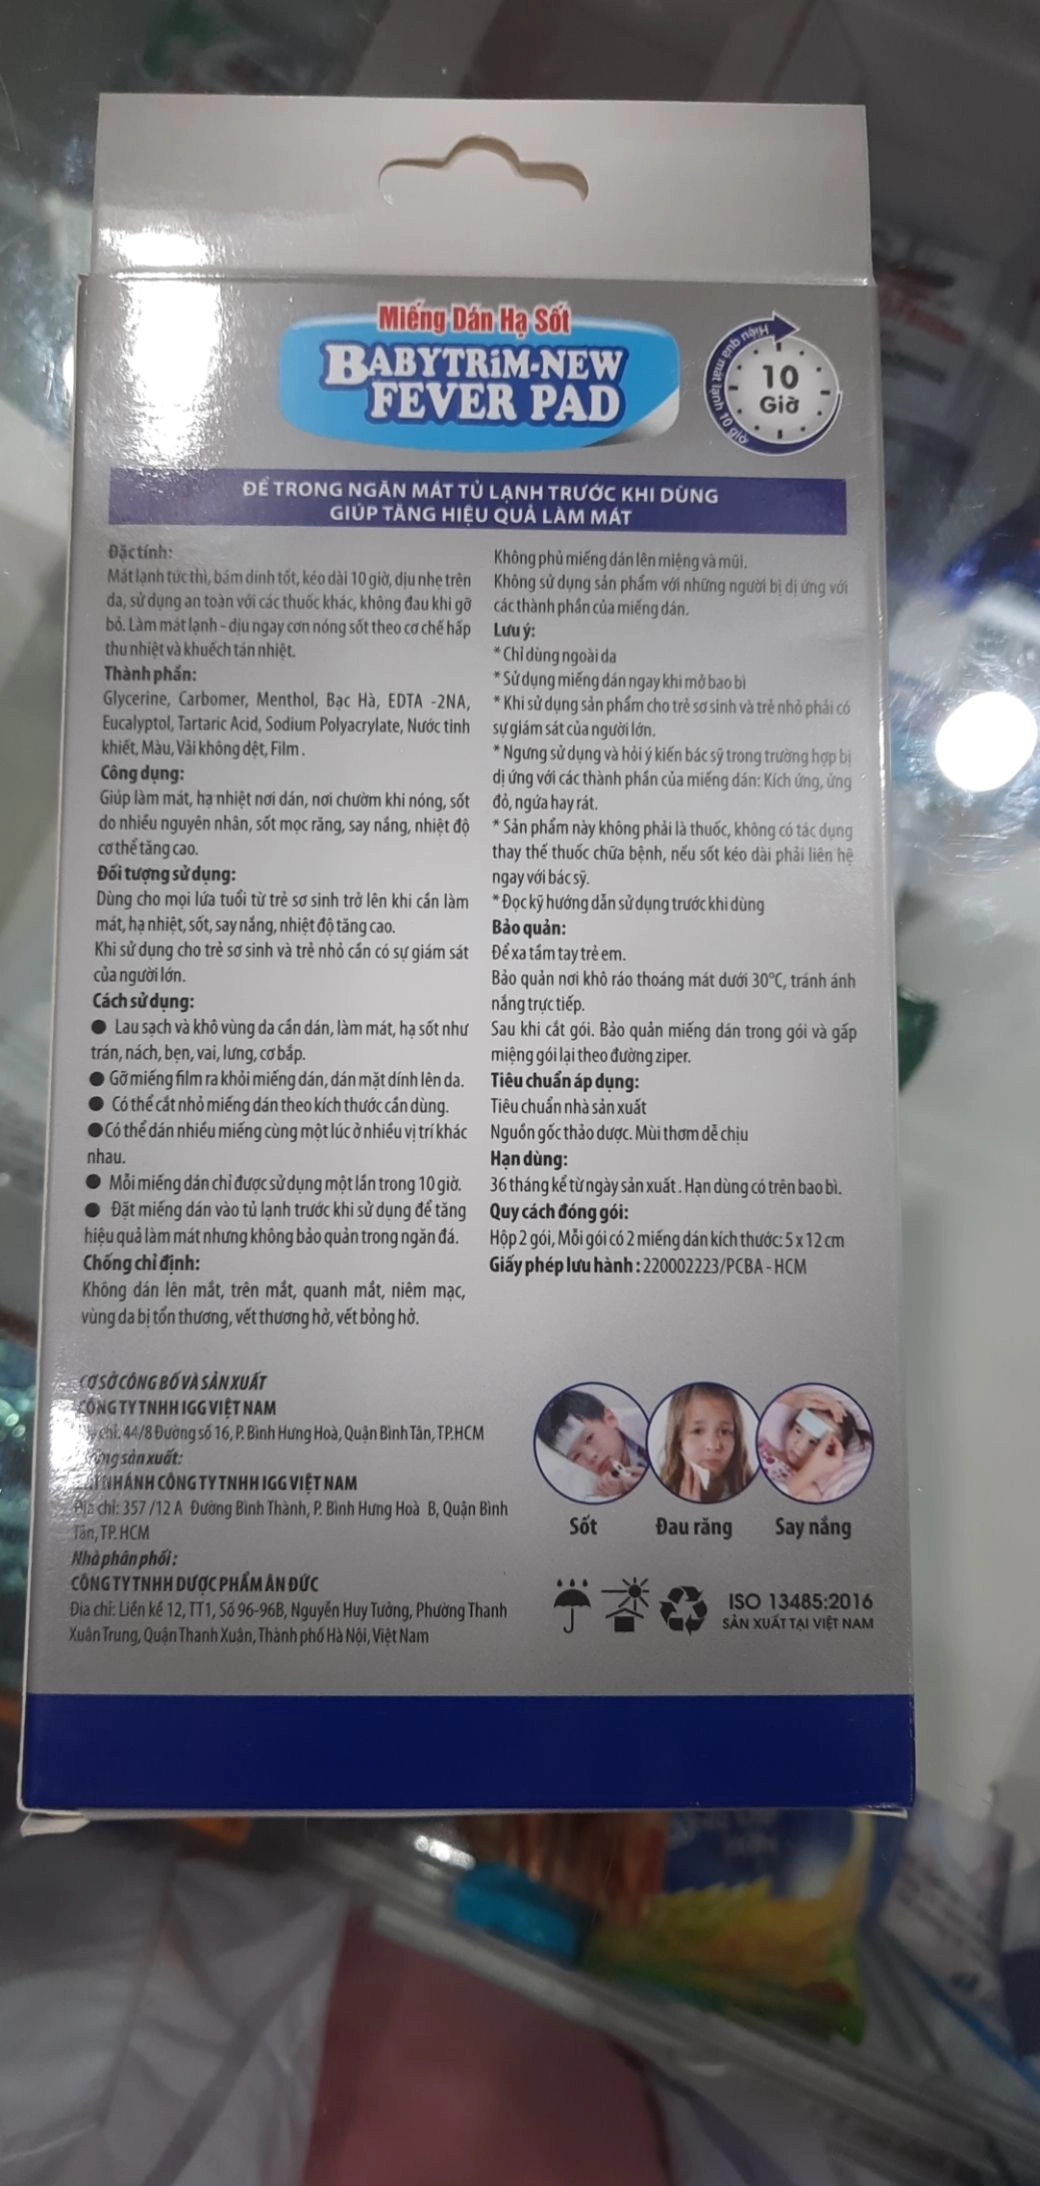 Miếng Dán Hạ Sốt
BABYTRiM-NEW
FEVER PAD
Hiệu quả mát lạnh 10 giờ
10
Giờ
ĐỂ TRONG NGĂN MÁT TỦ LẠNH TRƯỚC KHI DÙNG
GIÚP TĂNG HIỆU QUẢ LÀM MÁT
Đặc tính:
Mát lạnh tức thì, bám dính tốt, kéo dài 10 giờ, dịu nhẹ trên
da, sử dụng an toàn với các thuốc khác, không đau khi gỡ
bỏ. Làm mát lạnh - dịu ngay cơn nóng sốt theo cơ chế hấp
thu nhiệt và khuếch tán nhiệt.
Thành phần:
Glycerine, Carbomer, Menthol, Bạc Hà, EDTA -2NA,
Eucalyptol, Tartaric Acid, Sodium Polyacrylate, Nước tinh
khiết, Màu, Vải không dệt, Film .
Công dụng:
Giúp làm mát, hạ nhiệt nơi dán, nơi chườm khi nóng, sốt
do nhiều nguyên nhân, sốt mọc răng, say nắng, nhiệt độ
cơ thể tăng cao.
Đối tượng sử dụng:
Dùng cho mọi lứa tuổi từ trẻ sơ sinh trở lên khi cần làm
mát, hạ nhiệt, sốt, say nắng, nhiệt độ tăng cao.
Khi sử dụng cho trẻ sơ sinh và trẻ nhỏ cần có sự giám sát
của người lớn.
Cách sử dụng:
● Lau sạch và khô vùng da cần dán, làm mát, hạ sốt như
trán, nách, bẹn, vai, lưng, cơ bắp.
● Gỡ miếng film ra khỏi miếng dán, dán mặt dính lên da.
● Có thể cắt nhỏ miếng dán theo kích thước cần dùng.
● Có thể dán nhiều miếng cùng một lúc ở nhiều vị trí khác
nhau.
● Mỗi miếng dán chỉ được sử dụng một lần trong 10 giờ.
● Đặt miếng dán vào tủ lạnh trước khi sử dụng để tăng
hiệu quả làm mát nhưng không bảo quản trong ngăn đá.
Chống chỉ định:
Không dán lên mắt, trên mắt, quanh mắt, niêm mạc,
vùng da bị tổn thương, vết thương hở, vết bỏng hở.
Không phủ miếng dán lên miệng và mũi.
Không sử dụng sản phẩm với những người bị dị ứng với
các thành phần của miếng dán.
Lưu ý:
* Chỉ dùng ngoài da
* Sử dụng miếng dán ngay khi mở bao bì
* Khi sử dụng sản phẩm cho trẻ sơ sinh và trẻ nhỏ phải có
sự giám sát của người lớn.
* Ngưng sử dụng và hỏi ý kiến bác sỹ trong trường hợp bị
dị ứng với các thành phần của miếng dán: Kích ứng, ửng
đỏ, ngứa hay rát.
* Sản phẩm này không phải là thuốc, không có tác dụng
thay thế thuốc chữa bệnh, nếu sốt kéo dài phải liên hệ
ngay với bác sỹ.
* Đọc kỹ hướng dẫn sử dụng trước khi dùng
Bảo quản:
Để xa tầm tay trẻ em.
Bảo quản nơi khô ráo thoáng mát dưới 30°C, tránh ánh
nắng trực tiếp.
Sau khi cắt gói. Bảo quản miếng dán trong gói và gấp
miệng gói lại theo đường ziper.
Tiêu chuẩn áp dụng:
Tiêu chuẩn nhà sản xuất
Nguồn gốc thảo dược. Mùi thơm dễ chịu
Hạn dùng:
36 tháng kể từ ngày sản xuất . Hạn dùng có trên bao bì.
Quy cách đóng gói:
Hộp 2 gói, Mỗi gói có 2 miếng dán kích thước: 5 x 12 cm
Giấy phép lưu hành : 220002223/PCBA - HCM
CƠ SỞ CÔNG BỐ VÀ SẢN XUẤT
CÔNG TY TNHH IGG VIỆT NAM
chỉ: 44/8 Đường số 16, P. Bình Hưng Hoà, Quận Bình Tân, TP.HCM
sản xuất:
NHÁNH CÔNG TY TNHH IGG VIỆT NAM
Địa chỉ: 357 /12 A Đường Bình Thành, P. Bình Hưng Hoà B, Quận Bình
Tân, TP. HCM
Nhà phân phối :
CÔNG TY TNHH DƯỢC PHẨM ÂN ĐỨC
Địa chỉ: Liền kề 12, TT1, Số 96-96B, Nguyễn Huy Tưởng, Phường Thanh
Xuân Trung, Quận Thanh Xuân, Thành phố Hà Nội, Việt Nam
Sốt
Đau răng
Say nắng
ISO 13485:2016
SẢN XUẤT TẠI VIỆT NAM